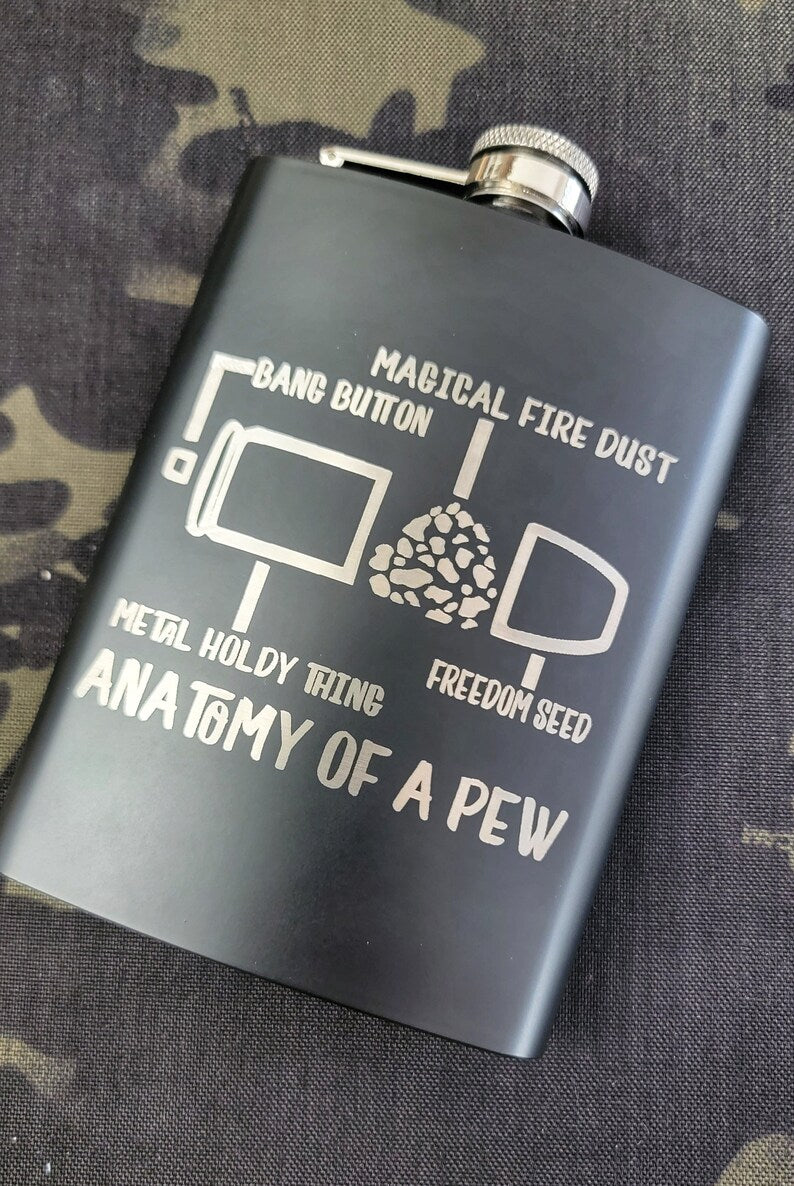 BANG BUTTON
MAGICAL FIRE DUST
METAL HOLDY THING
FREEDOM SEED
ANATOMY OF A PEW